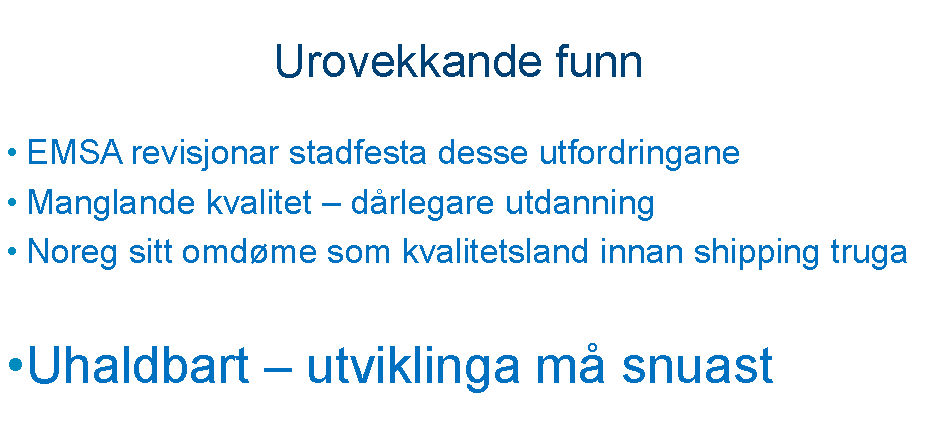 Urovekkande funn
• EMSA revisjonar stadfesta desse utfordringane
• Manglande kvalitet – dårlegare utdanning
• Noreg sitt omdøme som kvalitetsland innan shipping truga
•Uhaldbart – utviklinga må snuast